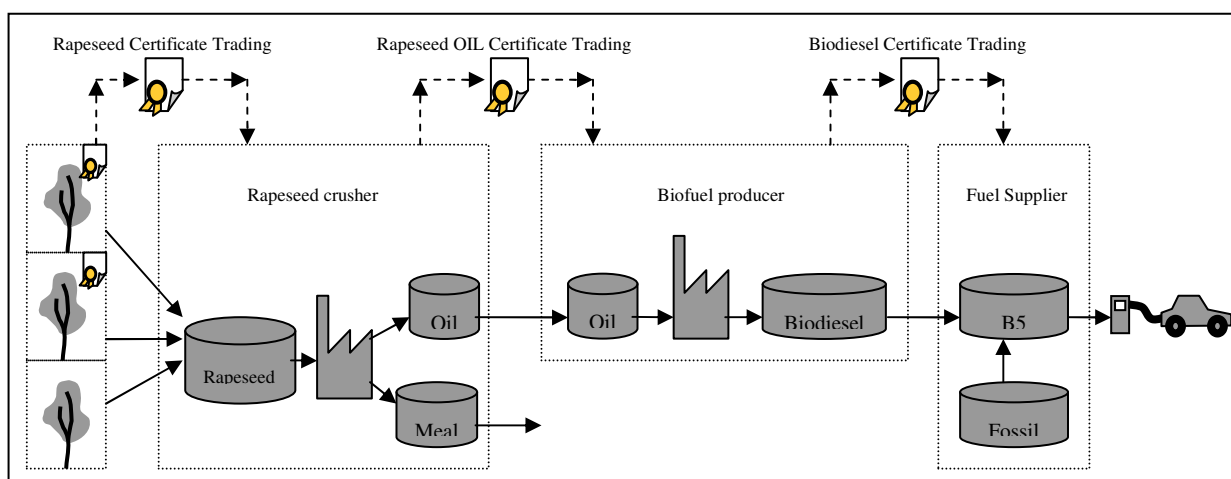 Rapeseed Certificate Trading
Rapeseed OIL Certificate Trading
Biodiesel Certificate Trading
Rapeseed crusher
Biofuel producer
Fuel Supplier
Oil
Oil
Biodiesel
B5
Rapeseed
Meal
Fossil